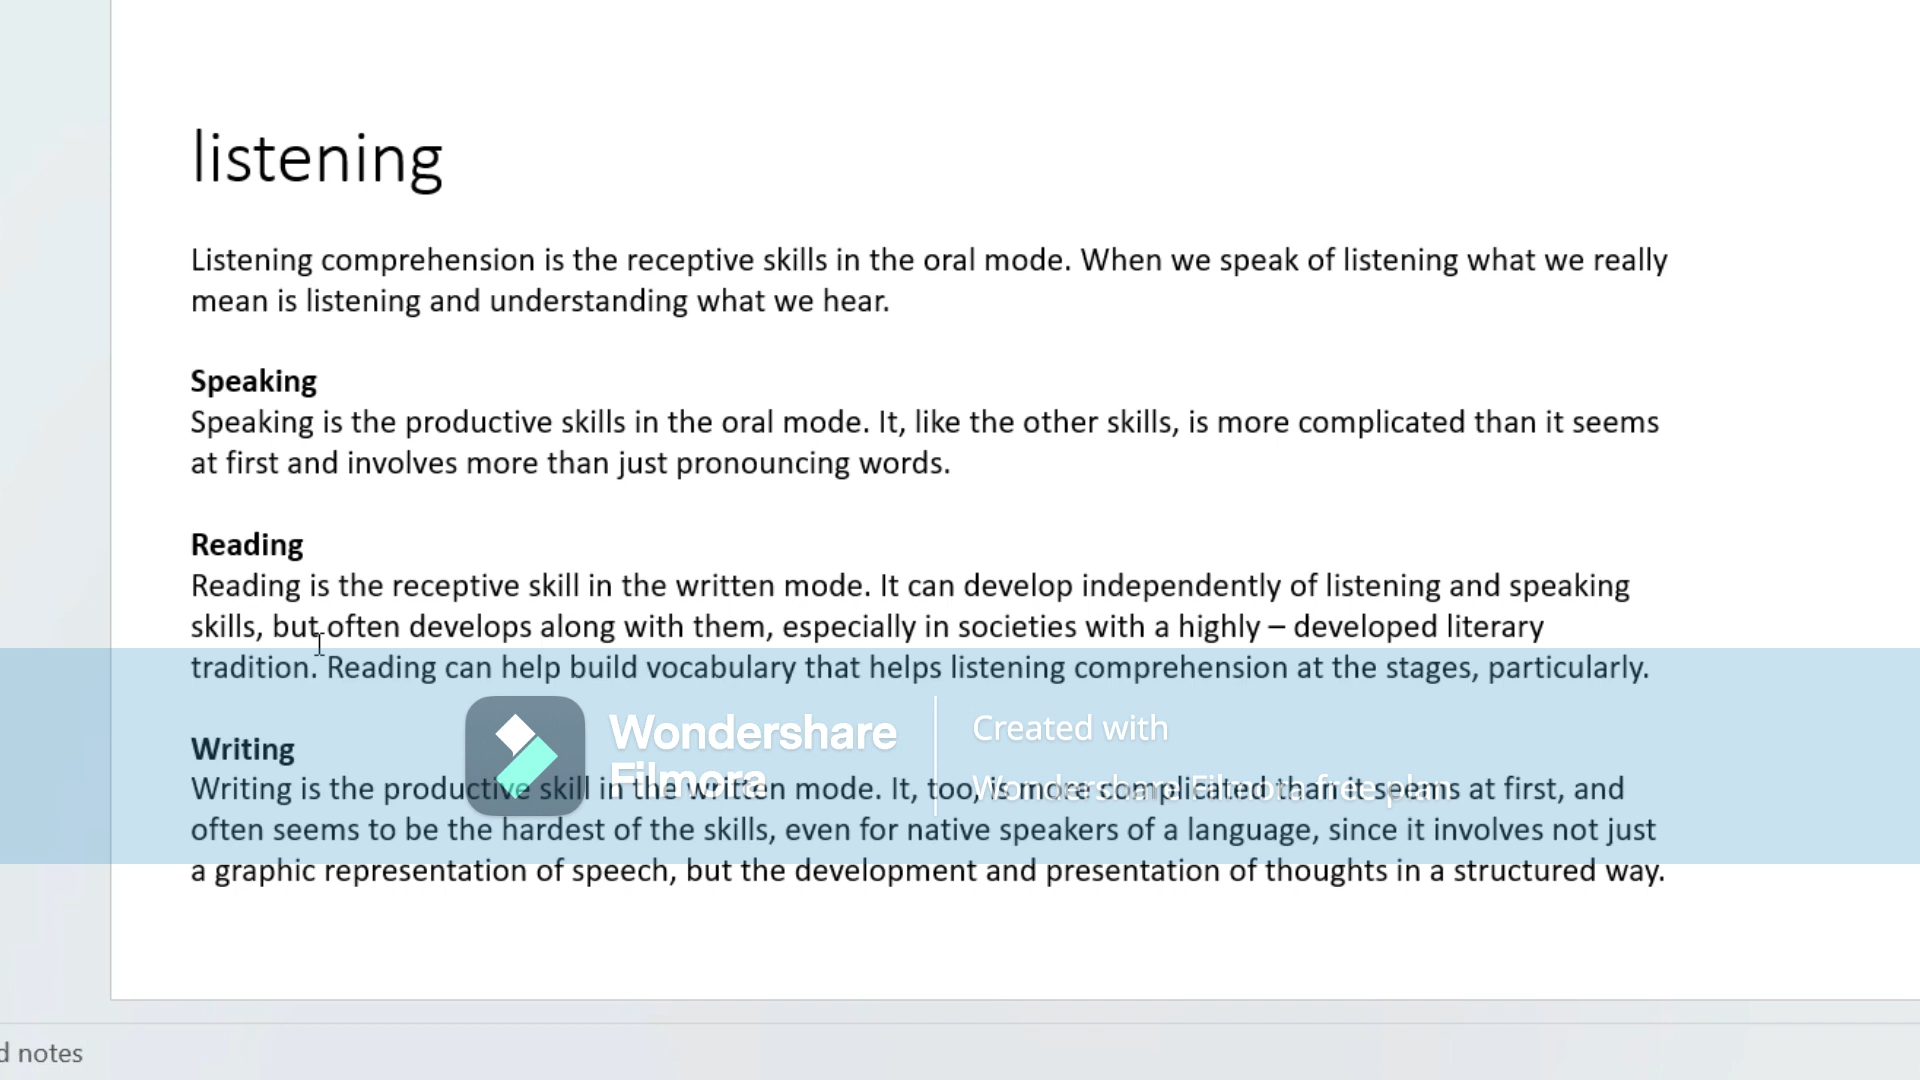 listening
Listening comprehension is the receptive skills in the oral mode. When we speak of listening what we really
mean is listening and understanding what we hear.
Speaking
Speaking is the productive skills in the oral mode. It, like the other skills, is more complicated than it seems
at first and involves more than just pronouncing words.
Reading
Reading is the receptive skill in the written mode. It can develop independently of listening and speaking
skills, but often develops along with them, especially in societies with a highly – developed literary
tradition. Reading can help build vocabulary that helps listening comprehension at the stages, particularly.
Writing
Writing is the productive skill in the written mode. It, too, is more complicated than it seems at first, and
often seems to be the hardest of the skills, even for native speakers of a language, since it involves not just
a graphic representation of speech, but the development and presentation of thoughts in a structured way.
Wondershare
Filmora
Created with
Wondershare Filmora free plan
d notes